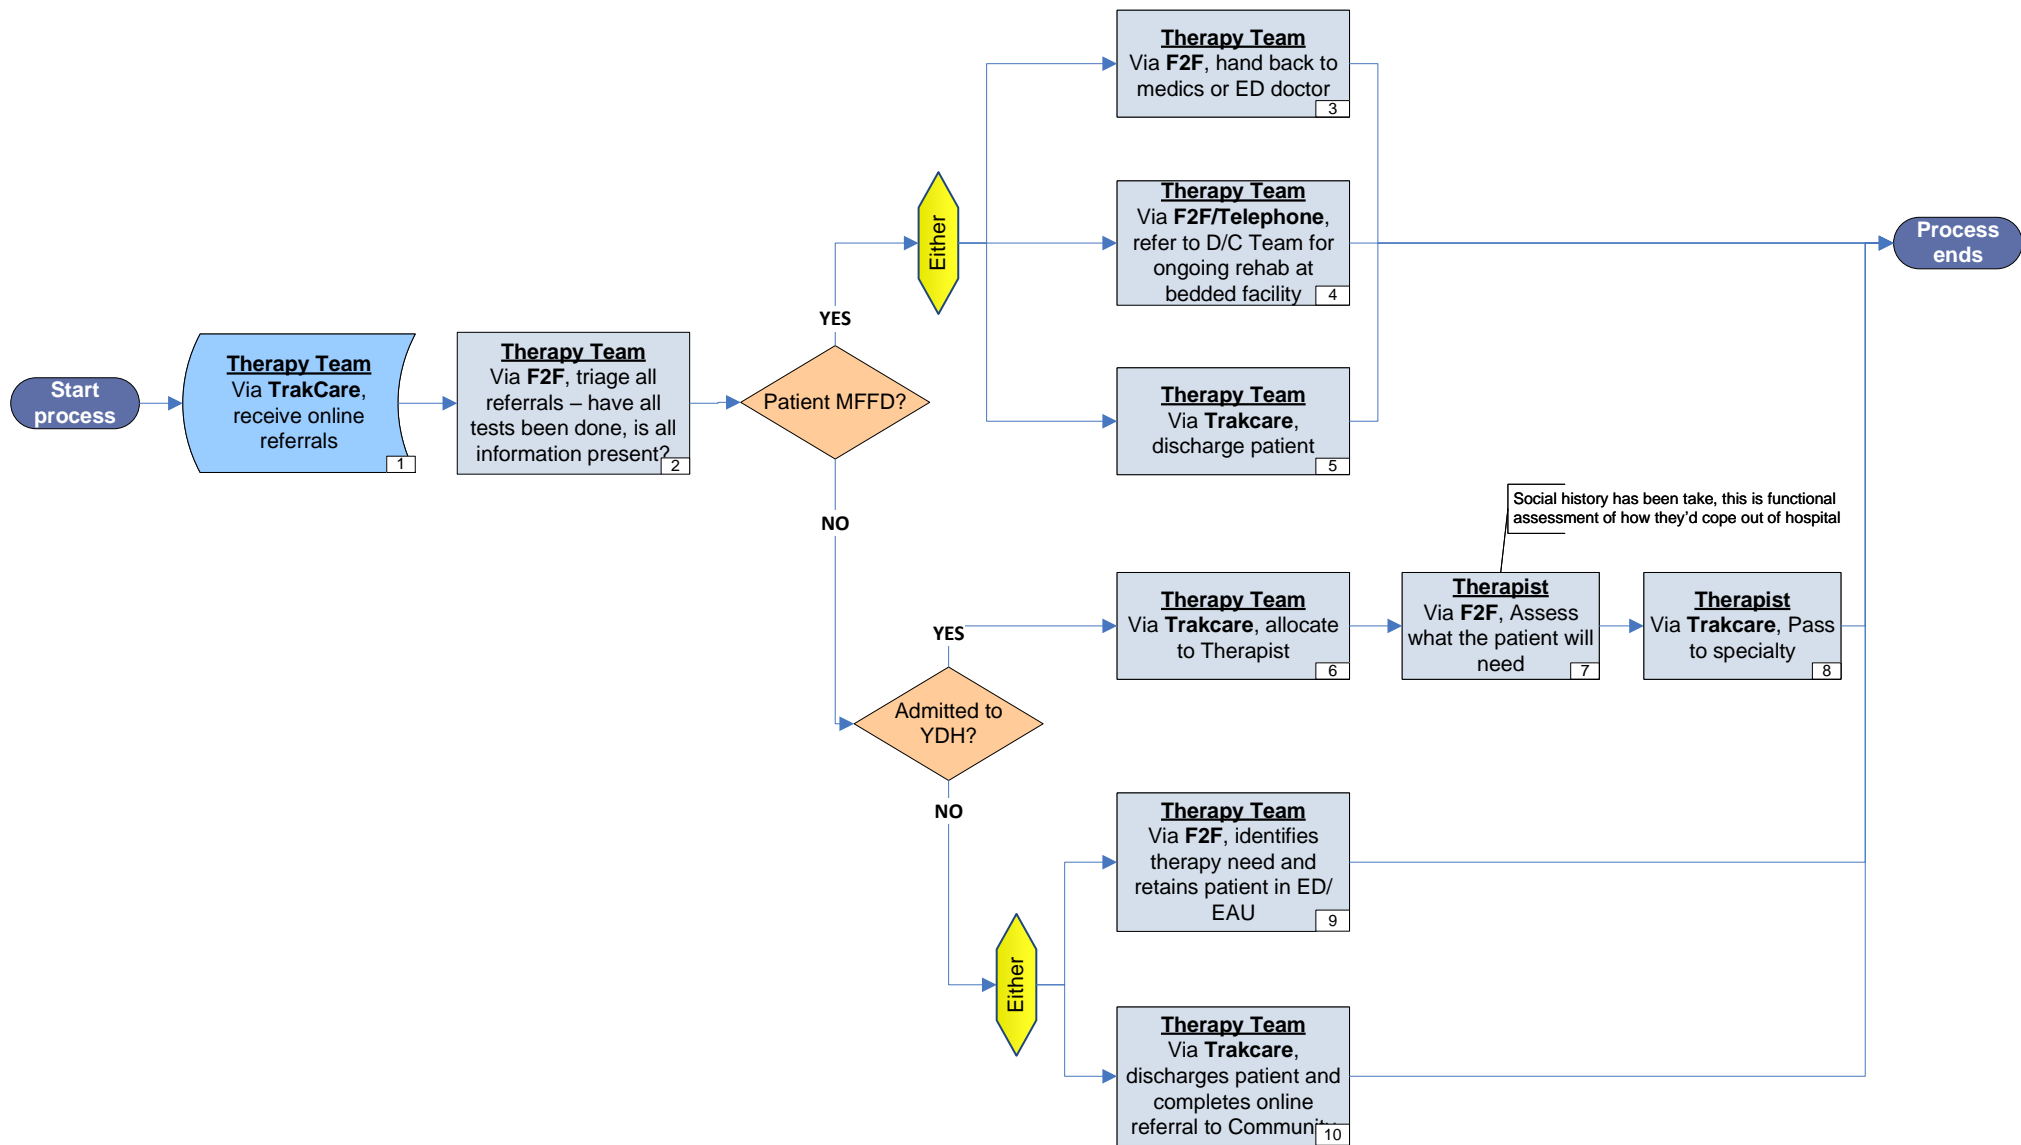 Start
process
Therapy Team
Via TrakCare,
receive online
referrals
1
Therapy Team
Via F2F, triage all
referrals – have all
tests been done, is all
information present?
2
Patient MFFD?
YES
Either
Therapy Team
Via F2F, hand back to
medics or ED doctor
3
Therapy Team
Via F2F/Telephone,
refer to D/C Team for
ongoing rehab at
bedded facility
4
Therapy Team
Via Trakcare,
discharge patient
5
Process
ends
NO
Admitted to
YDH?
YES
Therapy Team
Via Trakcare, allocate
to Therapist
6
Social history has been take, this is functional
assessment of how they'd cope out of hospital
Therapist
Via F2F, Assess
what the patient will
need
7
Therapist
Via Trakcare, Pass
to specialty
8
NO
Either
Therapy Team
Via F2F, identifies
therapy need and
retains patient in ED/
EAU
9
Therapy Team
Via Trakcare,
discharges patient and
completes online
referral to Community
10